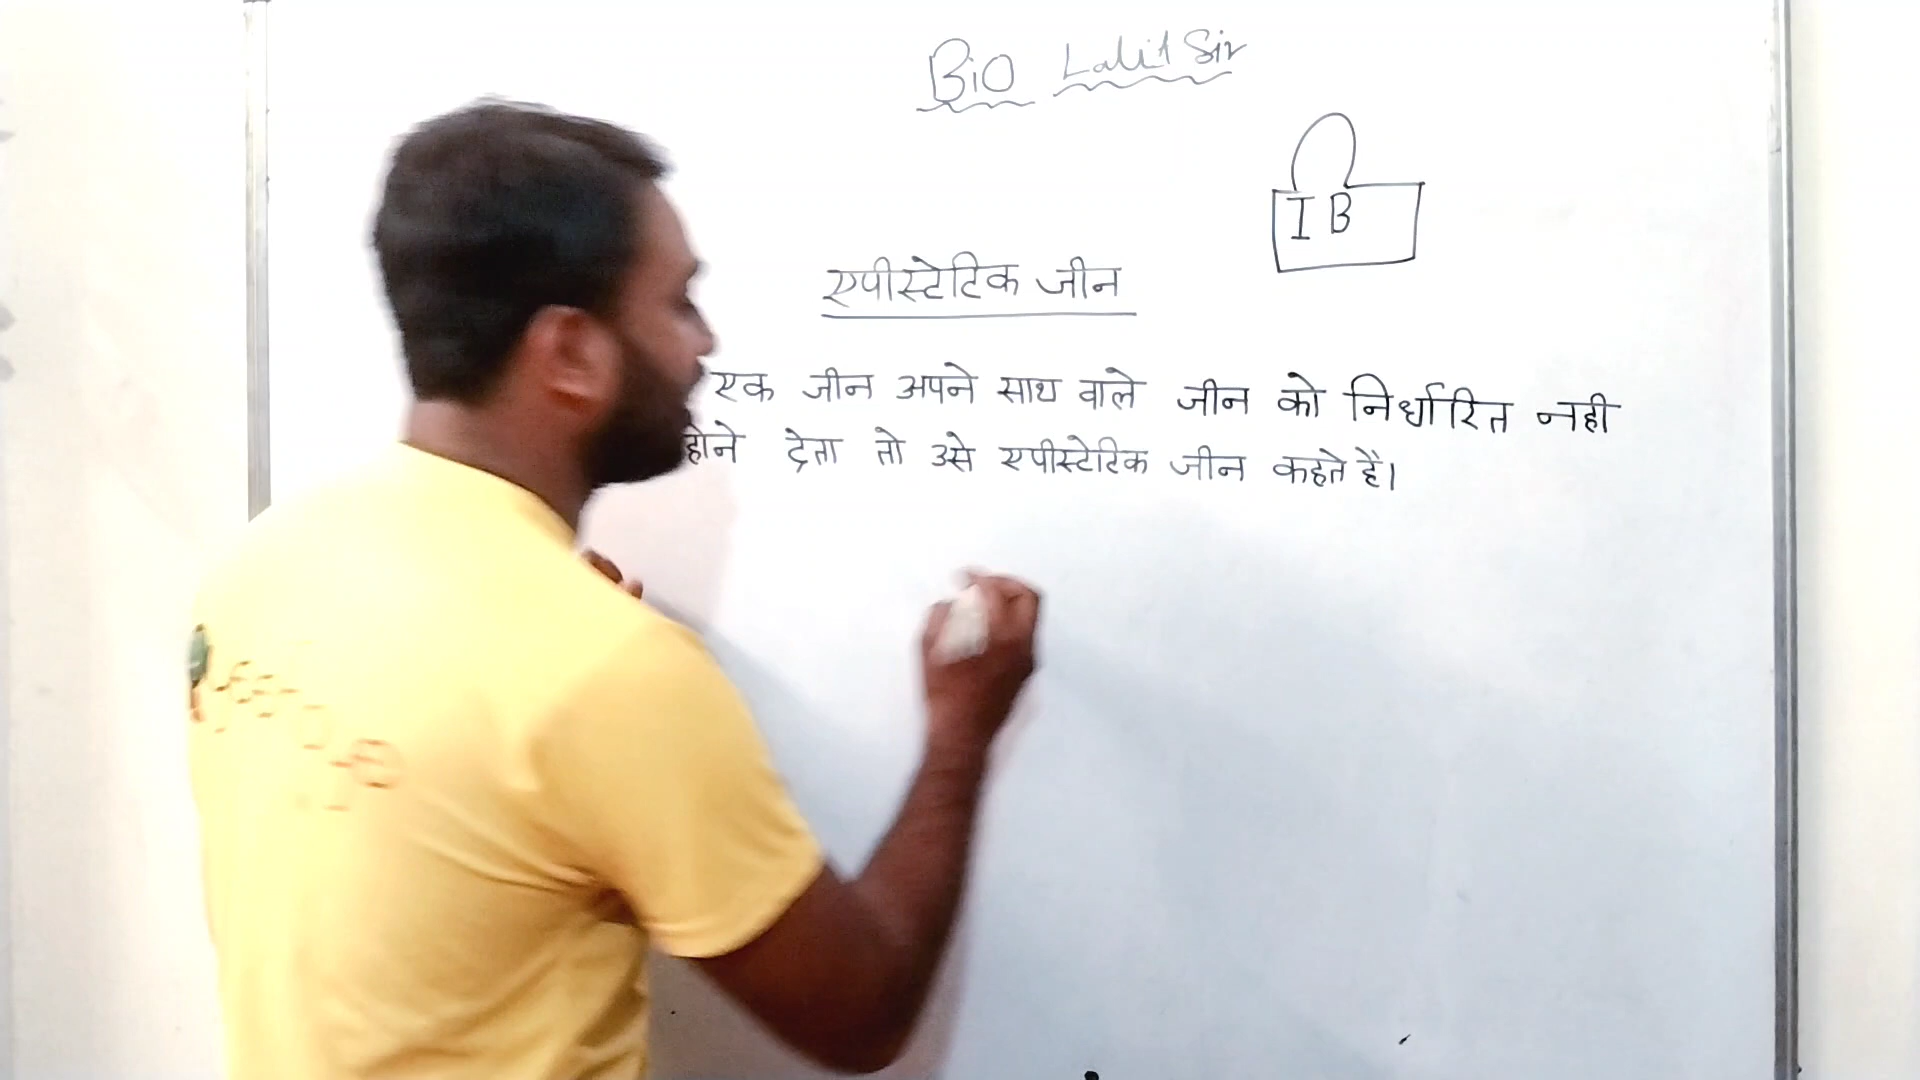 Bio Lalit Sir
I B
एपीस्टेटिक जीन
एक जीन अपने साथ वाले जीन को निर्धारित नही
होने देता तो उसे एपीस्टेटिक जीन कहते हैं।